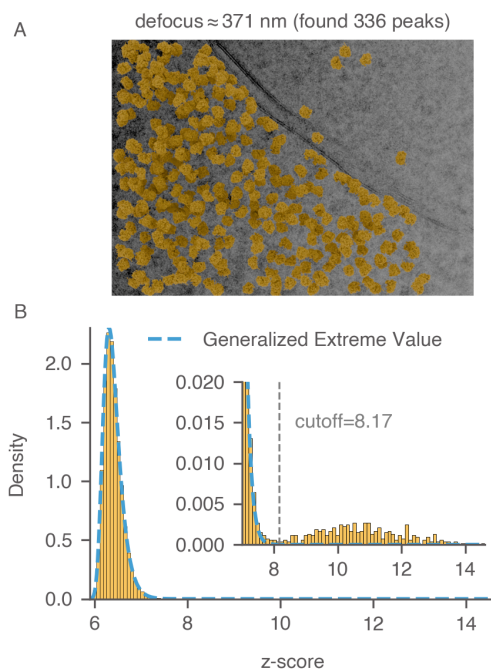 A
defocus ≈ 371 nm (found 336 peaks)
B
Generalized Extreme Value
2.0
1.5
1.0
0.5
0.0
Density
0.020
0.015
0.010
0.005
0.000
cutoff=8.17
8 10 12 14
6 8 10 12 14
z-score